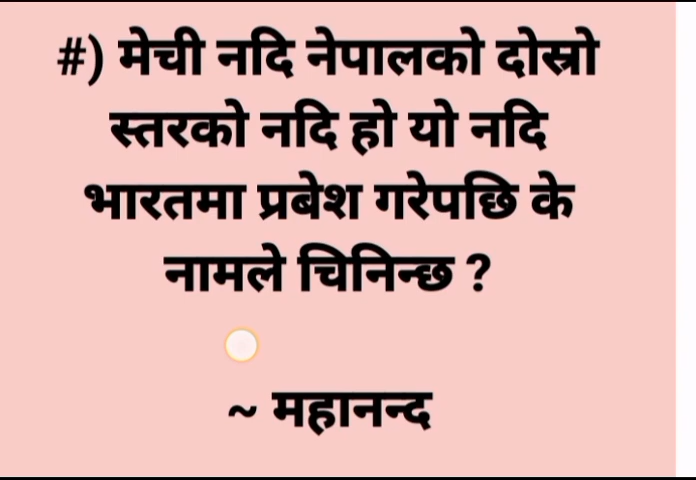 #) मेची नदि नेपालको दोस्रो
स्तरको नदि हो यो नदि
भारतमा प्रबेश गरेपछि के
नामले चिनिन्छ ?
~ महानन्द